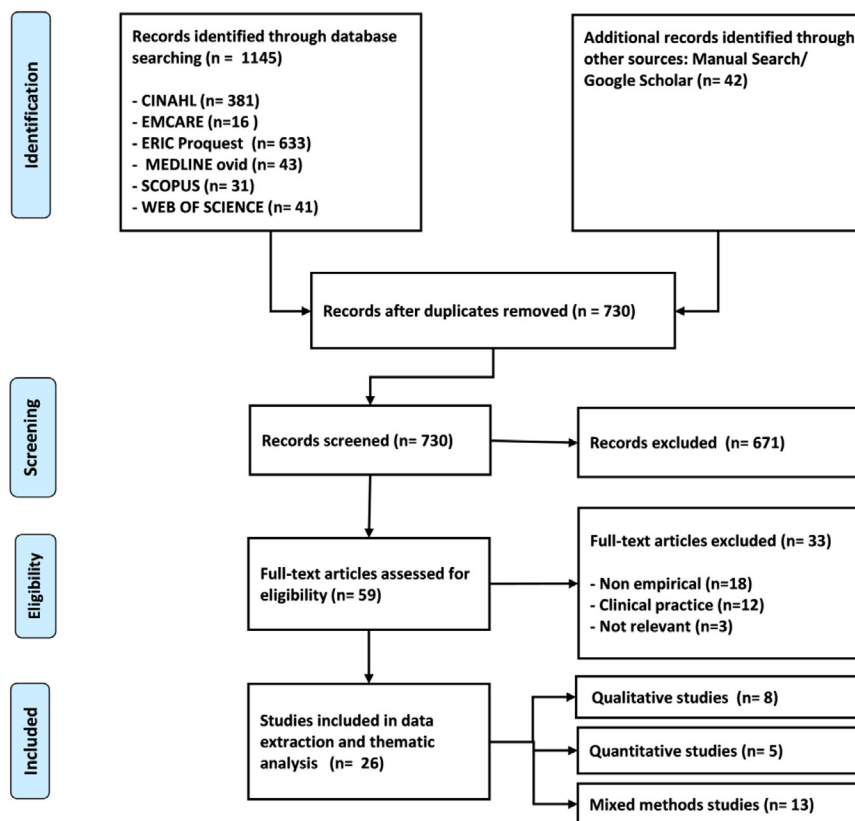 Identification
Records identified through database
searching (n =  1145)
- CINAHL (n= 381)
- EMCARE (n=16 )
- ERIC Proquest  (n= 633)
-  MEDLINE ovid (n= 43)
- SCOPUS (n= 31)
- WEB OF SCIENCE (n= 41)
Additional records identified through
other sources: Manual Search/
Google Scholar (n= 42)
Records after duplicates removed (n = 730)
Screening
Records screened (n = 730)
Records excluded  (n= 671)
Eligibility
Full-text articles assessed for
eligibility (n= 59)
Full-text articles excluded (n= 33)
- Non empirical (n=18)
- Clinical practice (n=12)
- Not relevant (n=3)
Included
Studies included in data
extraction and thematic
analysis   (n=  26)
Qualitative studies  (n= 8)
Quantitative studies (n= 5)
Mixed methods studies (n= 13)